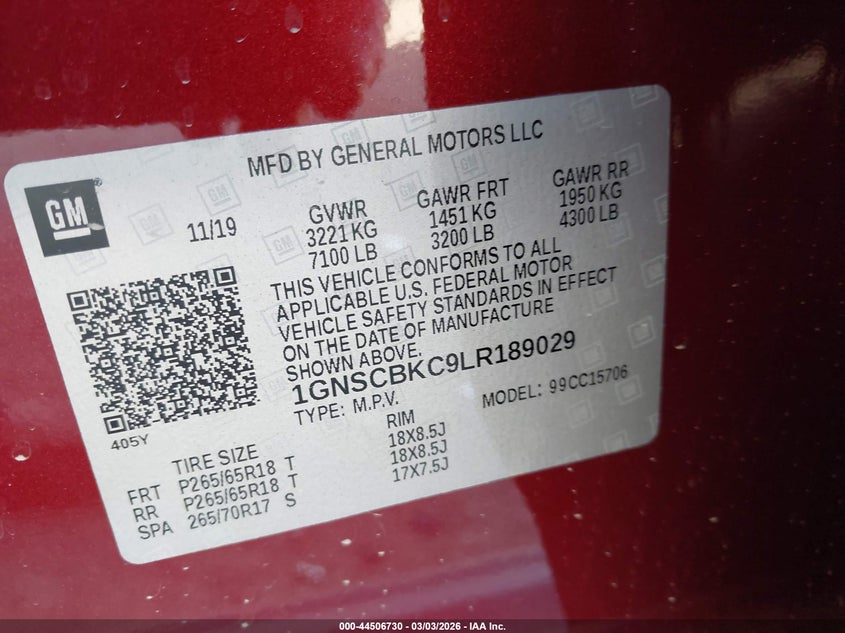 MFD BY GENERAL MOTORS LLC
GM
11/19
GVWR
3221 KG
7100 LB
GAWR FRT
1451 KG
3200 LB
GAWR RR
1950 KG
4300 LB
THIS VEHICLE CONFORMS TO ALL
APPLICABLE U.S. FEDERAL MOTOR
VEHICLE SAFETY STANDARDS IN EFFECT
ON THE DATE OF MANUFACTURE
SHOWN ABOVE.
1GNSCBKC9LR189029
TYPE: M.P.V.
MODEL: 99CC15706
405Y
TIRE SIZE
RIM
FRT P265/65R18 T 18X8.5J
RR P265/65R18 T 18X8.5J
SPA 265/70R17 S 17X7.5J
000-44506730 - 03/03/2026 - IAA Inc.